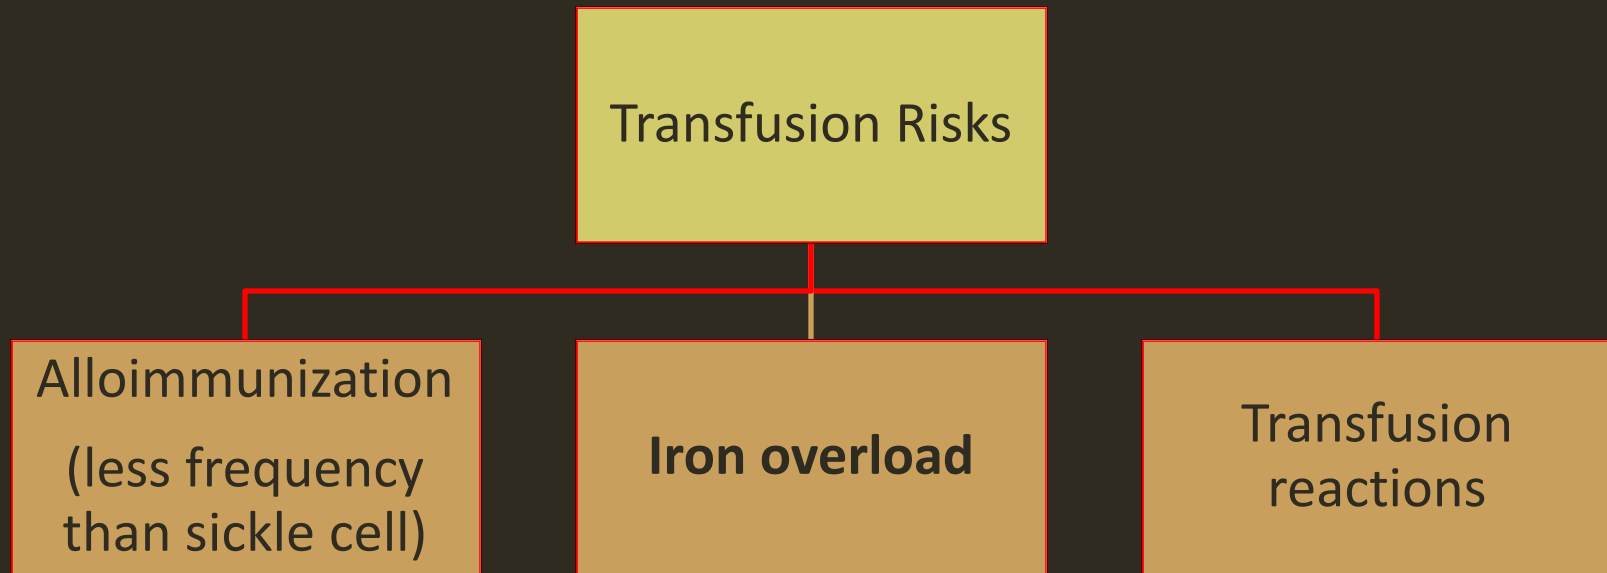 Transfusion Risks
Alloimmunization
(less frequency
than sickle cell)
Iron overload
Transfusion
reactions